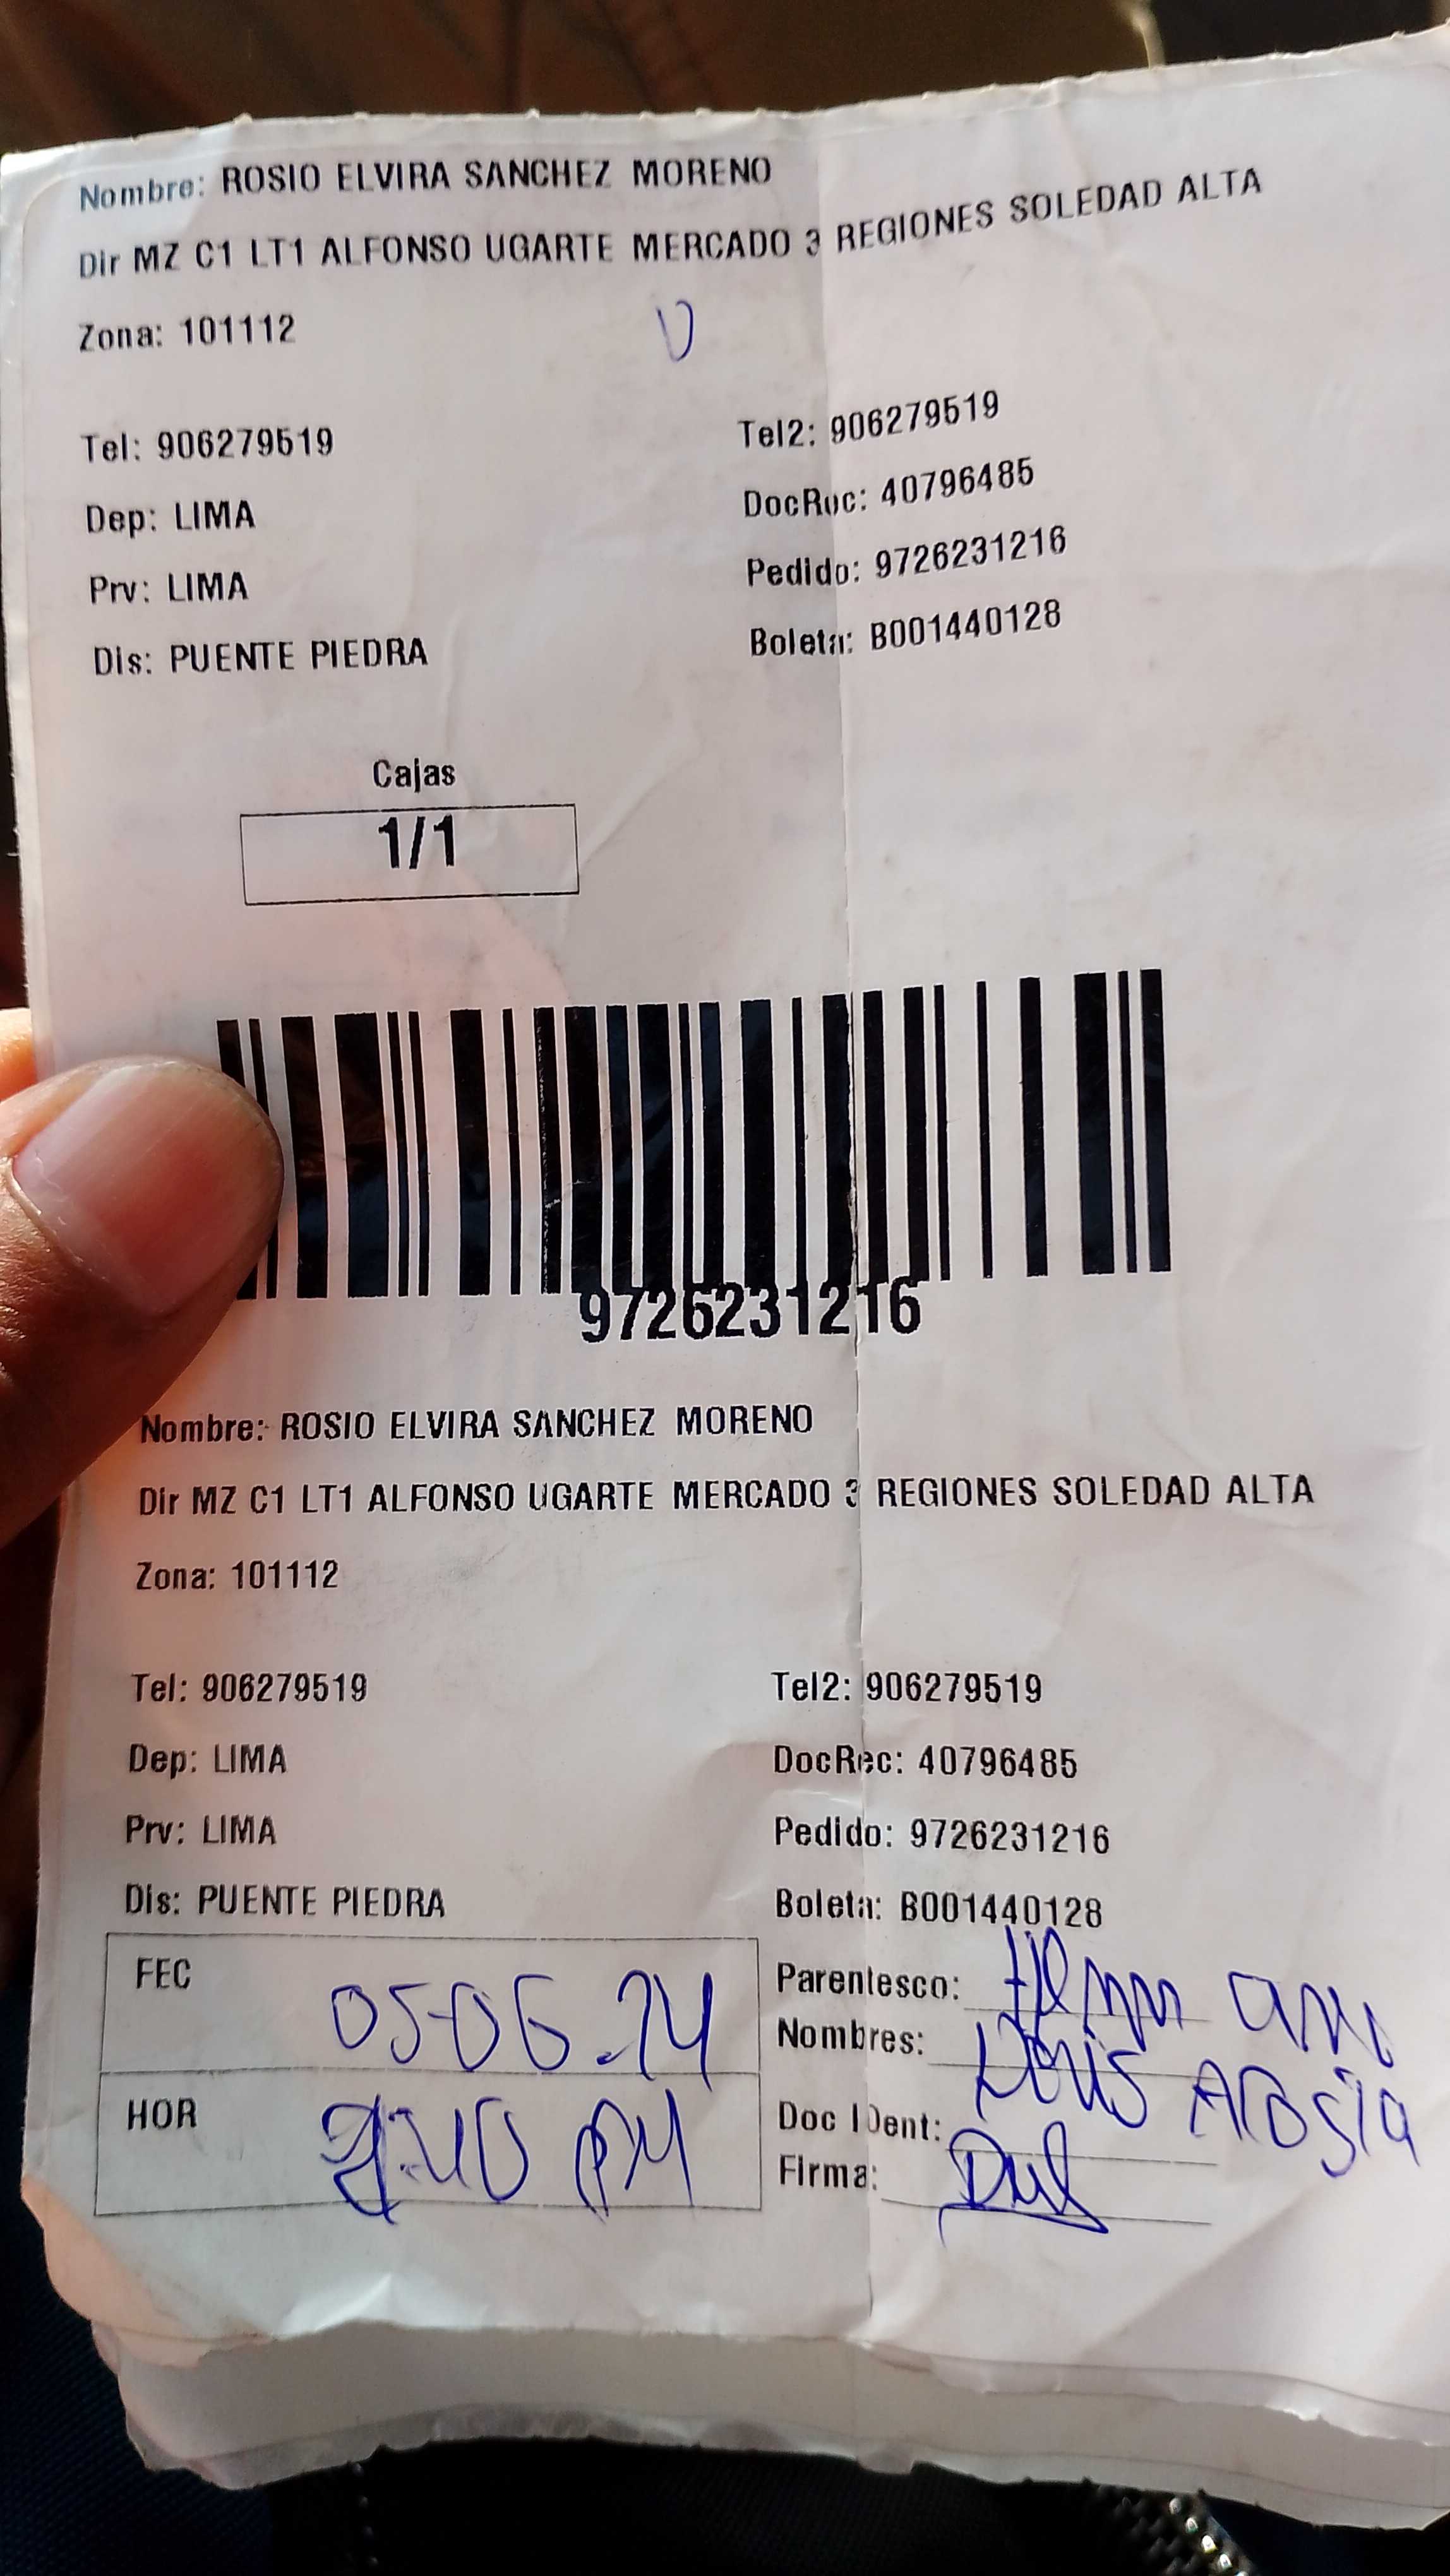 Nombre: ROSIO ELVIRA SANCHEZ MORENO
Dir MZ C1 LT1 ALFONSO UGARTE MERCADO 3 REGIONES SOLEDAD ALTA
Zona: 101112
Tel: 906279519 Tel2: 906279519
Dep: LIMA DocRec: 40796485
Prv: LIMA Pedido: 9726231216
Dis: PUENTE PIEDRA Boleta: B001440128
Cajas
1/1
9726231216
Nombre: ROSIO ELVIRA SANCHEZ MORENO
Dir MZ C1 LT1 ALFONSO UGARTE MERCADO 3 REGIONES SOLEDAD ALTA
Zona: 101112
Tel: 906279519 Tel2: 906279519
Dep: LIMA DocRec: 40796485
Prv: LIMA Pedido: 9726231216
Dis: PUENTE PIEDRA Boleta: B001440128
FEC 05-06.24 Parentesco:
Nombres: Doris
HOR PM Doc IDent:
Firma: